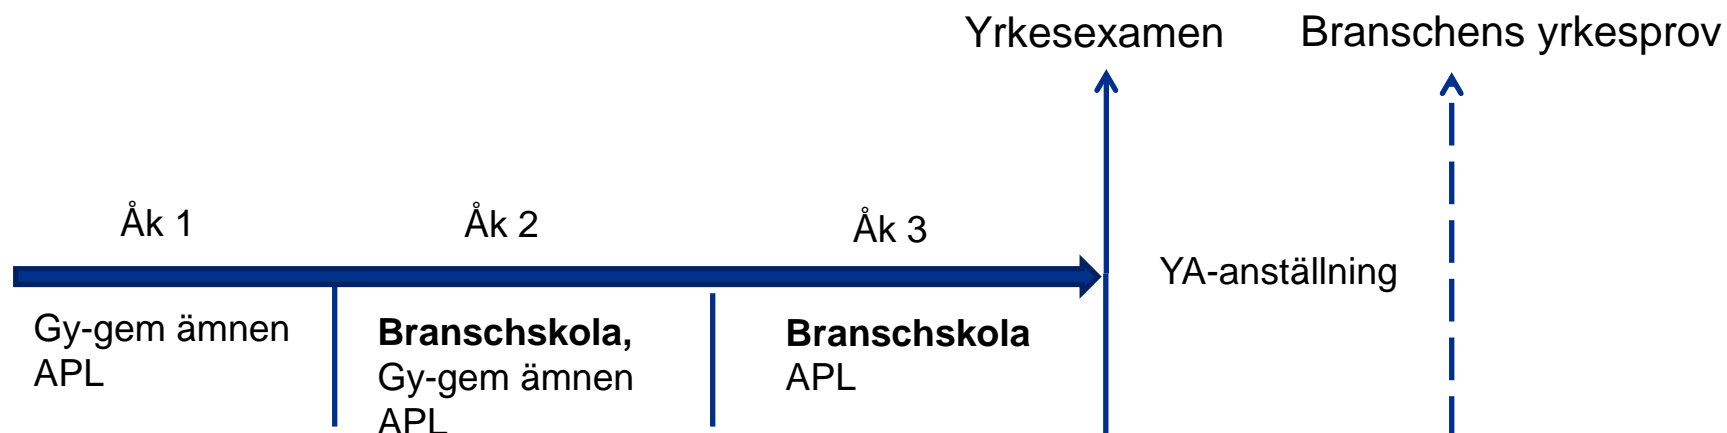 Yrkesexamen
Branschens yrkesprov
Åk 1
Åk 2
Åk 3
YA-anställning
Gy-gem ämnen
APL
Branschskola,
Gy-gem ämnen
APL
Branschskola
APL